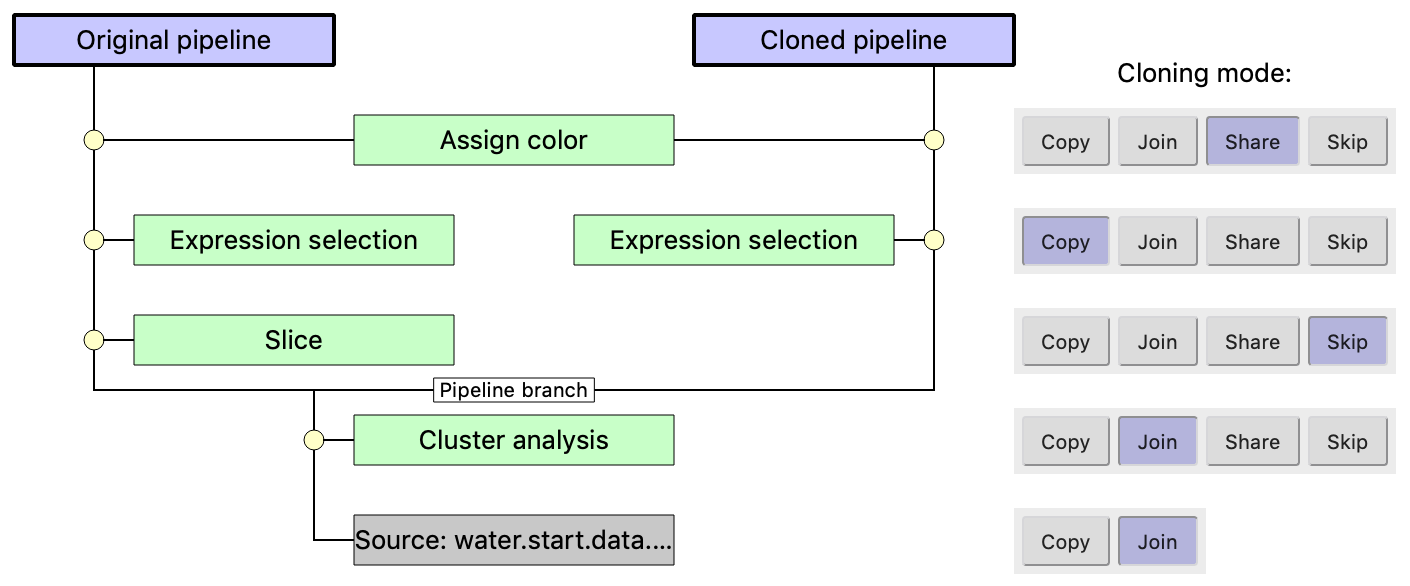 Original pipeline
Cloned pipeline
Cloning mode:
Assign color
Copy Join Share Skip
Expression selection
Expression selection
Copy Join Share Skip
Slice
Copy Join Share Skip
Pipeline branch
Cluster analysis
Copy Join Share Skip
Source: water.start.data....
Copy Join